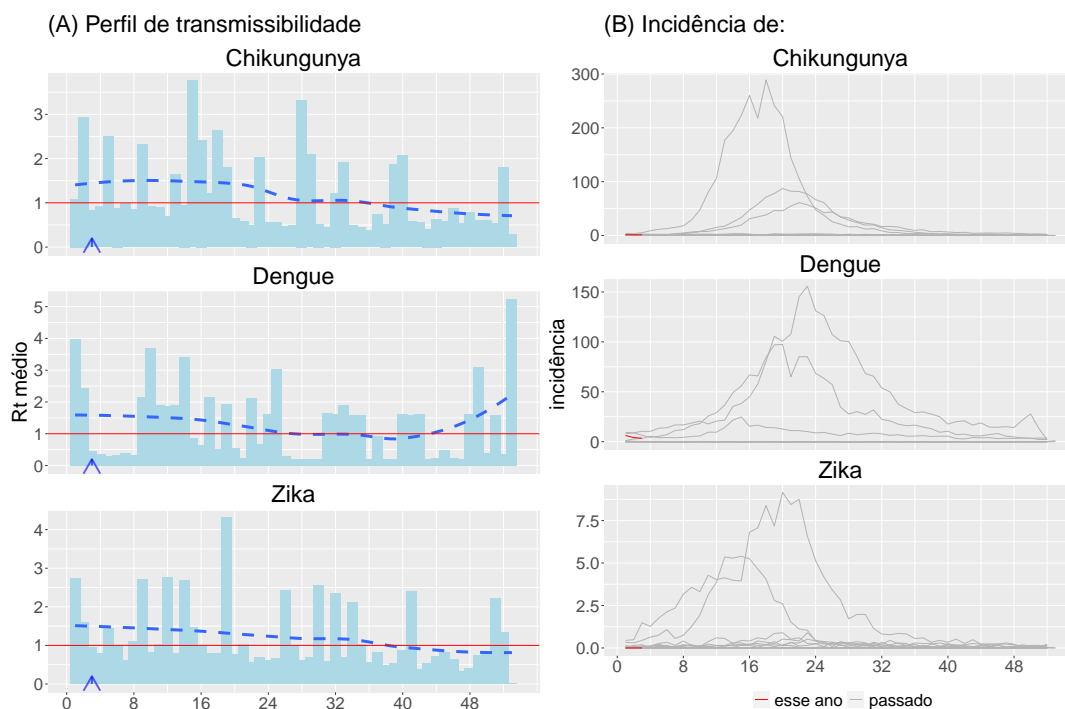 (A) Perfil de transmissibilidade
Chikungunya
3
2
1
0
Dengue
5
4
3
2
1
0
Zika
4
3
2
1
0
0 8 16 24 32 40 48
Rt médio
(B) Incidência de:
Chikungunya
300
200
100
0
Dengue
150
100
50
0
Zika
7.5
5.0
2.5
0.0
0 8 16 24 32 40 48
incidência
esse ano passado